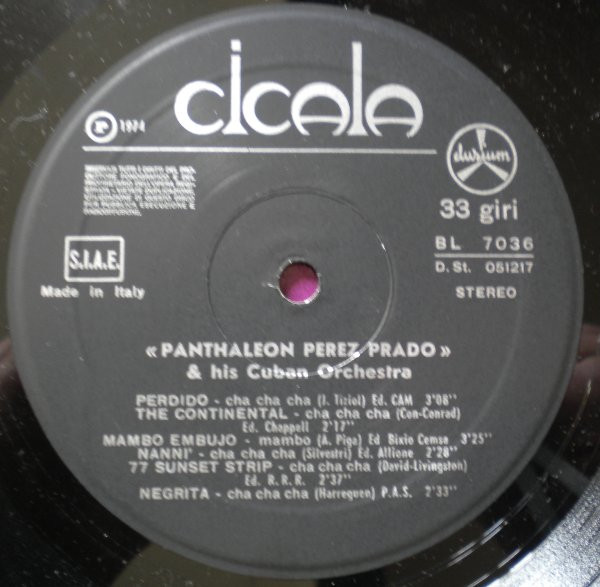 cicala
P 1974
durium
33 giri
BL 7036
D. St. 051217
STEREO
S.I.A.E.
Made in Italy
«PANTHALEON PEREZ PRADO»
& his Cuban Orchestra
PERDIDO - cha cha cha (J. Tiziol) Ed. CAM 3'08''
THE CONTINENTAL - cha cha cha (Con-Conrad)
Ed. Chappell 2'17''
MAMBO EMBUJO - mambo (A. Piga) Ed Bixio Cemsa 3'25''
NANNI' - cha cha cha (Silvestri) Ed. Allione 2'28''
77 SUNSET STRIP - cha cha cha (David-Livingston)
Ed. R.R.R. 2'37''
NEGRITA - cha cha cha (Harreguen) P.A.S. 2'33''